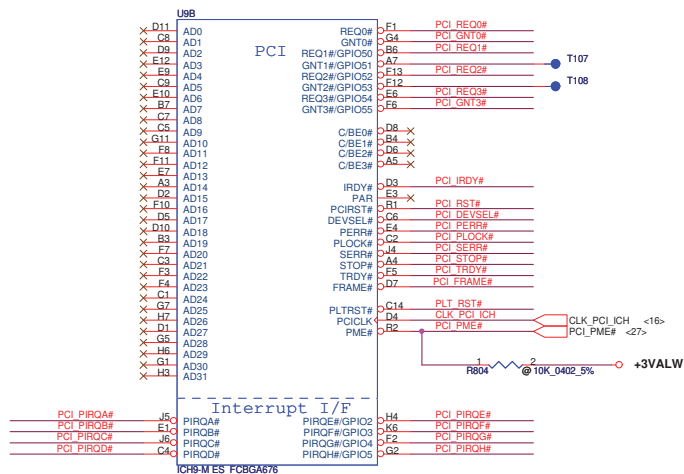 U9B
PCI
D11 AD0
C8 AD1
D9 AD2
E12 AD3
E9 AD4
C9 AD5
E10 AD6
B7 AD7
C7 AD8
C5 AD9
G11 AD10
F8 AD11
F11 AD12
E7 AD13
A3 AD14
D2 AD15
F10 AD16
D5 AD17
D10 AD18
B3 AD19
F7 AD20
C3 AD21
F3 AD22
F4 AD23
C1 AD24
G7 AD25
H7 AD26
D1 AD27
G5 AD28
H6 AD29
G1 AD30
H3 AD31
REQ0# F1 PCI_REQ0#
GNT0# G4 PCI_GNT0#
REQ1#/GPIO50 B6 PCI_REQ1#
GNT1#/GPIO51 A7 T107
REQ2#/GPIO52 F13 PCI_REQ2#
GNT2#/GPIO53 F12 T108
REQ3#/GPIO54 E6 PCI_REQ3#
GNT3#/GPIO55 F6 PCI_GNT3#
C/BE0# D8
C/BE1# B4
C/BE2# D6
C/BE3# A5
IRDY# D3 PCI_IRDY#
PAR E3
PCIRST# R1 PCI_RST#
DEVSEL# C6 PCI_DEVSEL#
PERR# E4 PCI_PERR#
PLOCK# C2 PCI_PLOCK#
SERR# J4 PCI_SERR#
STOP# A4 PCI_STOP#
TRDY# F5 PCI_TRDY#
FRAME# D7 PCI_FRAME#
PLTRST# C14 PLT_RST#
PCICLK D4 CLK_PCI_ICH CLK_PCI_ICH <16>
PME# R2 PCI_PME# PCI_PME# <27>
1 2 +3VALW
R804 @ 10K_0402_5%
Interrupt I/F
PCI_PIRQA# J5 PIRQA# PIRQE#/GPIO2 H4 PCI_PIRQE#
PCI_PIRQB# E1 PIRQB# PIRQF#/GPIO3 K6 PCI_PIRQF#
PCI_PIRQC# J6 PIRQC# PIRQG#/GPIO4 F2 PCI_PIRQG#
PCI_PIRQD# C4 PIRQD# PIRQH#/GPIO5 G2 PCI_PIRQH#
ICH9-M ES_FCBGA676